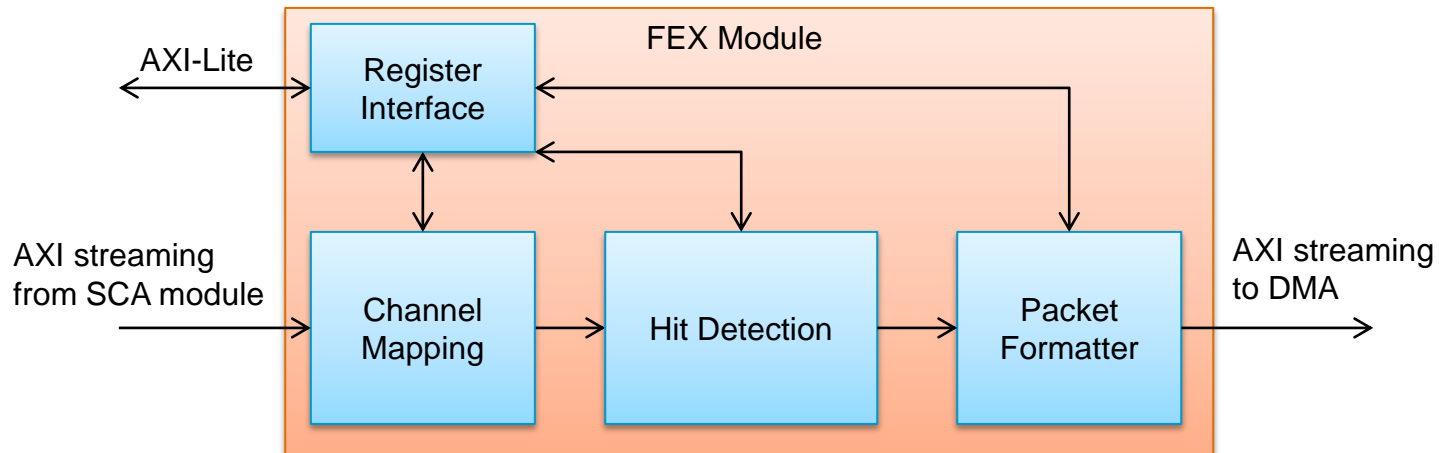 FEX Module
AXI-Lite
Register
Interface
AXI streaming
from SCA module
Channel
Mapping
Hit Detection
Packet
Formatter
AXI streaming
to DMA